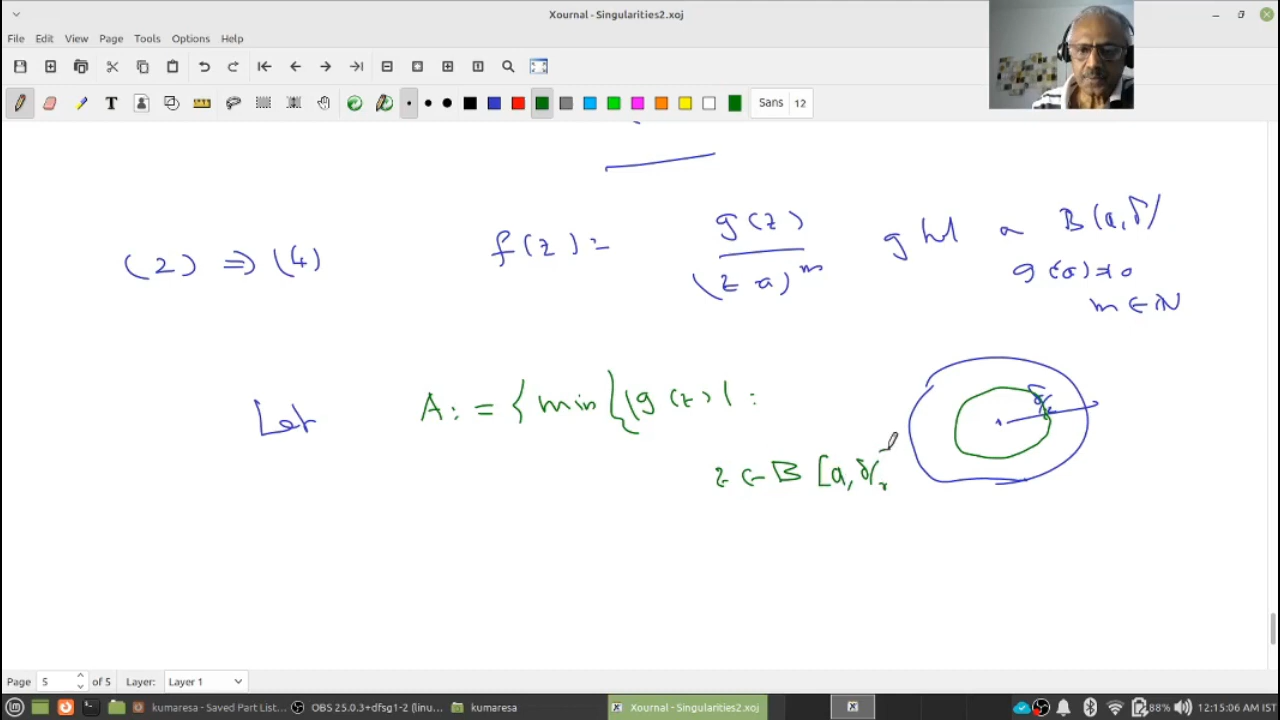 Xournal - Singularities2.xoj
File Edit View Page Tools Options Help
Sans 12
(2) ⇒ (4) f(z) = g(z) / (z a)^m g hol on B(a, δ)
g(a) ≠ 0
m ∈ N
Let A := { min { |g(z)| :
z ∈ B [a, δ/2
δ/2
Page 5 of 5 Layer: Layer 1
kumaresa - Saved Part List... OBS 25.0.3+dfsg1-2 (linu... kumaresa Xournal - Singularities2.xoj 88% 12:15:06 AM IST